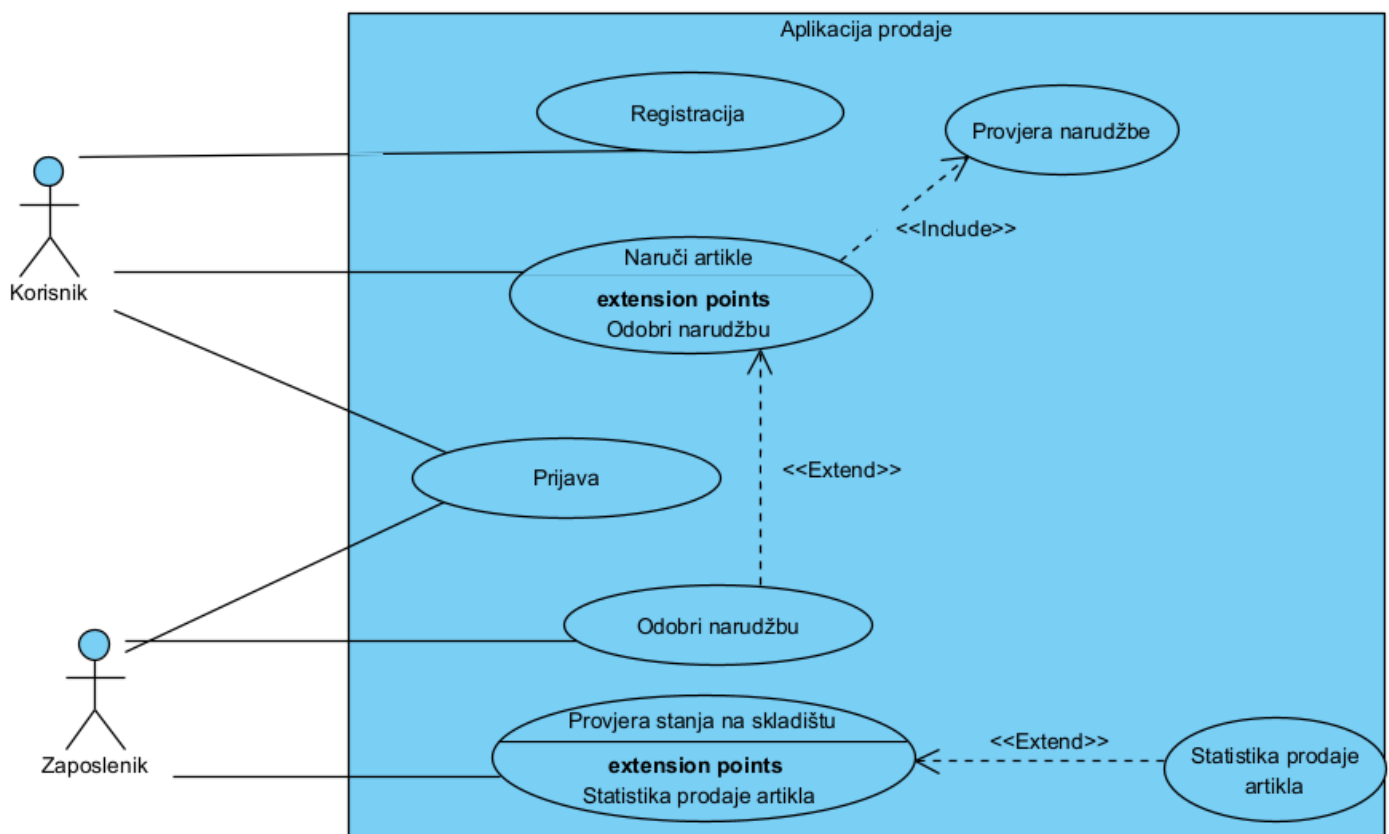 Aplikacija prodaje
Registracija
Provjera narudžbe
<<Include>>
Naruči artikle
extension points
Odobri narudžbu
Korisnik
<<Extend>>
Prijava
Odobri narudžbu
Zaposlenik
Provjera stanja na skladištu
extension points
Statistika prodaje artikla
<<Extend>>
Statistika prodaje
artikla